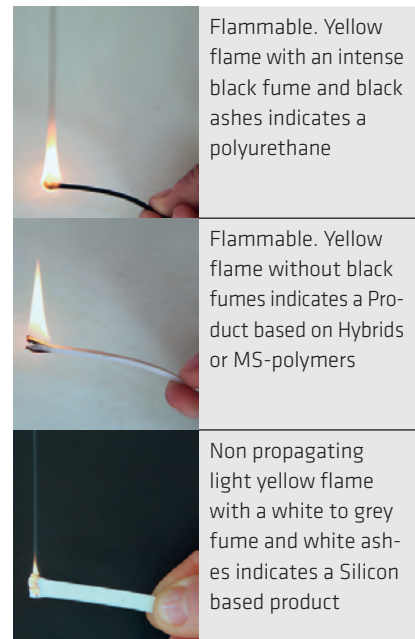 Flammable. Yellow
flame with an intense
black fume and black
ashes indicates a
polyurethane
Flammable. Yellow
flame without black
fumes indicates a Pro-
duct based on Hybrids
or MS-polymers
Non propagating
light yellow flame
with a white to grey
fume and white ash-
es indicates a Silicon
based product